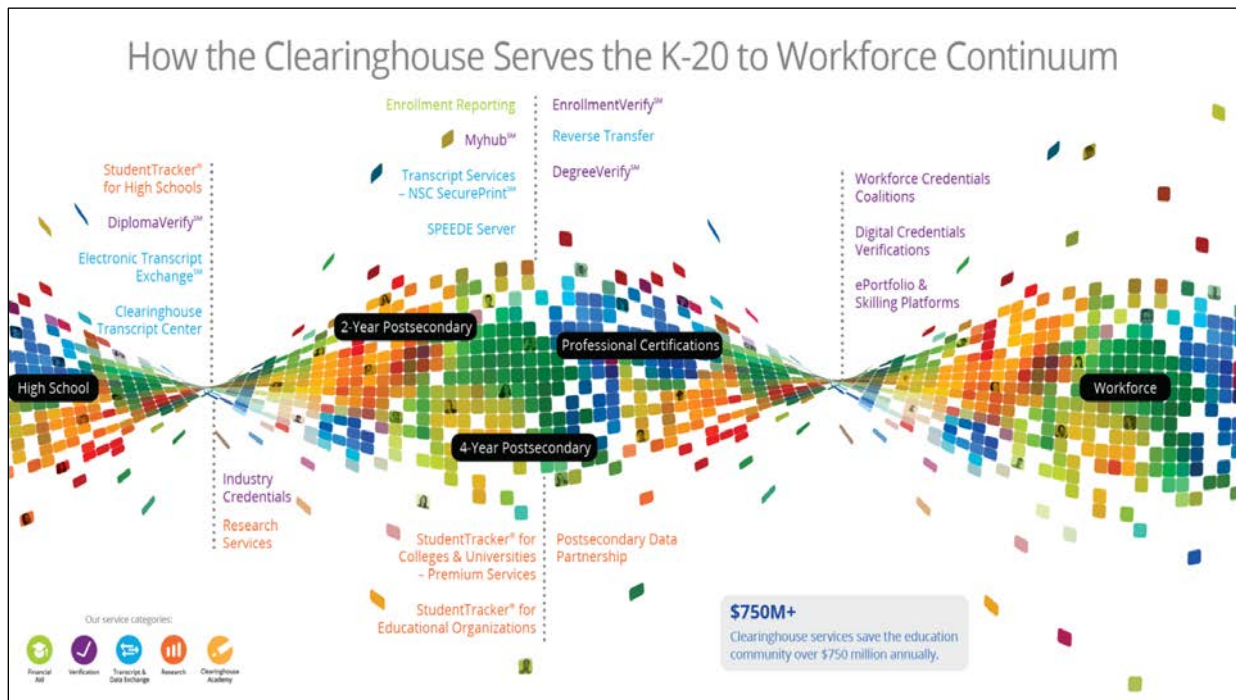 How the Clearinghouse Serves the K-20 to Workforce Continuum
StudentTracker®
for High Schools
DiplomaVerify℠
Electronic Transcript
Exchange℠
Clearinghouse
Transcript Center
Enrollment Reporting
Myhub℠
Transcript Services
– NSC SecurePrint℠
SPEEDE Server
EnrollmentVerify℠
Reverse Transfer
DegreeVerify℠
Workforce Credentials
Coalitions
Digital Credentials
Verifications
ePortfolio &
Skilling Platforms
High School
2-Year Postsecondary
Professional Certifications
4-Year Postsecondary
Workforce
Industry
Credentials
Research
Services
StudentTracker® for
Colleges & Universities
– Premium Services
StudentTracker® for
Educational Organizations
Postsecondary Data
Partnership
$750M+
Clearinghouse services save the education
community over $750 million annually.
Our service categories:
Financial
Aid
Verification
Transcript &
Data Exchange
Research
Clearinghouse
Academy